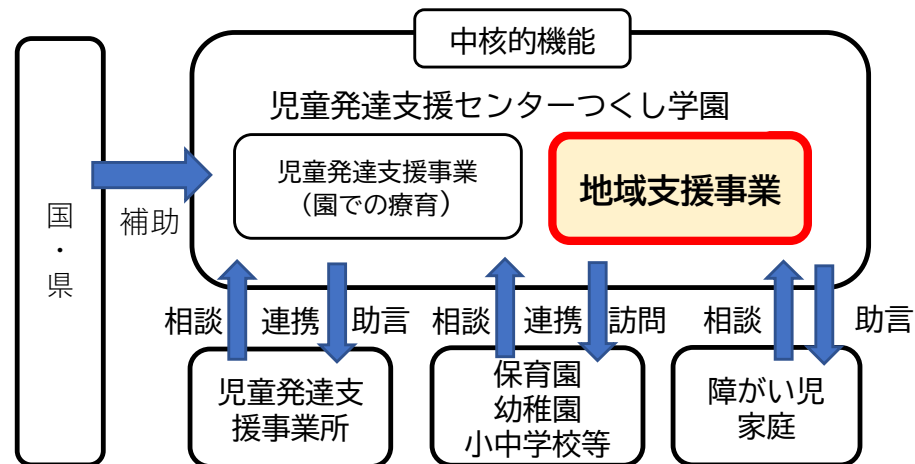 中核的機能
児童発達支援センターつくし学園
児童発達支援事業
（園での療育）
地域支援事業
国・県
補助
相談 連携 助言
相談 連携 訪問
相談 助言
児童発達支
援事業所
保育園
幼稚園
小中学校等
障がい児
家庭